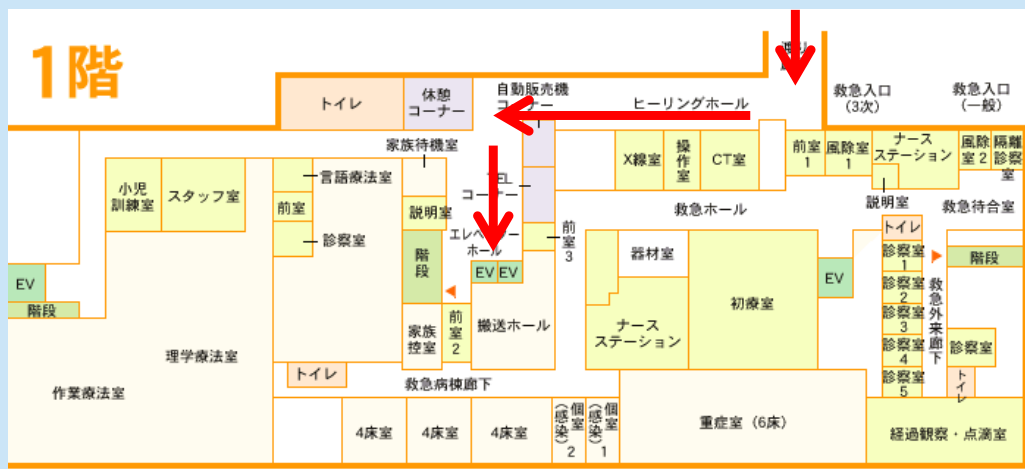 1階
救急入口
(3次)
救急入口
(一般)
トイレ
休憩
コーナー
自動販売機
ヒーリングホール
家族待機室
X線室
操作室
CT室
前室
1
風除
室1
ナース
ステーション
風除
室2
隔離
診察
室
小児
訓練室
スタッフ室
言語療法室
前室
診察室
説明室
コーナー
救急ホール
説明室
救急待合室
階段
ホール
前室3
器材室
トイレ
診察室
1
階段
EV
階段
EV
EV
EV
初療室
診察室
2
救急外来廊下
診察室
3
診察室
4
診察室
5
診察室
トイレ
家族
控室
前室2
搬送ホール
ナース
ステーション
理学療法室
作業療法室
トイレ
救急病棟廊下
4床室
4床室
4床室
個室(感染)2
個室(感染)1
重症室(6床)
経過観察・点滴室